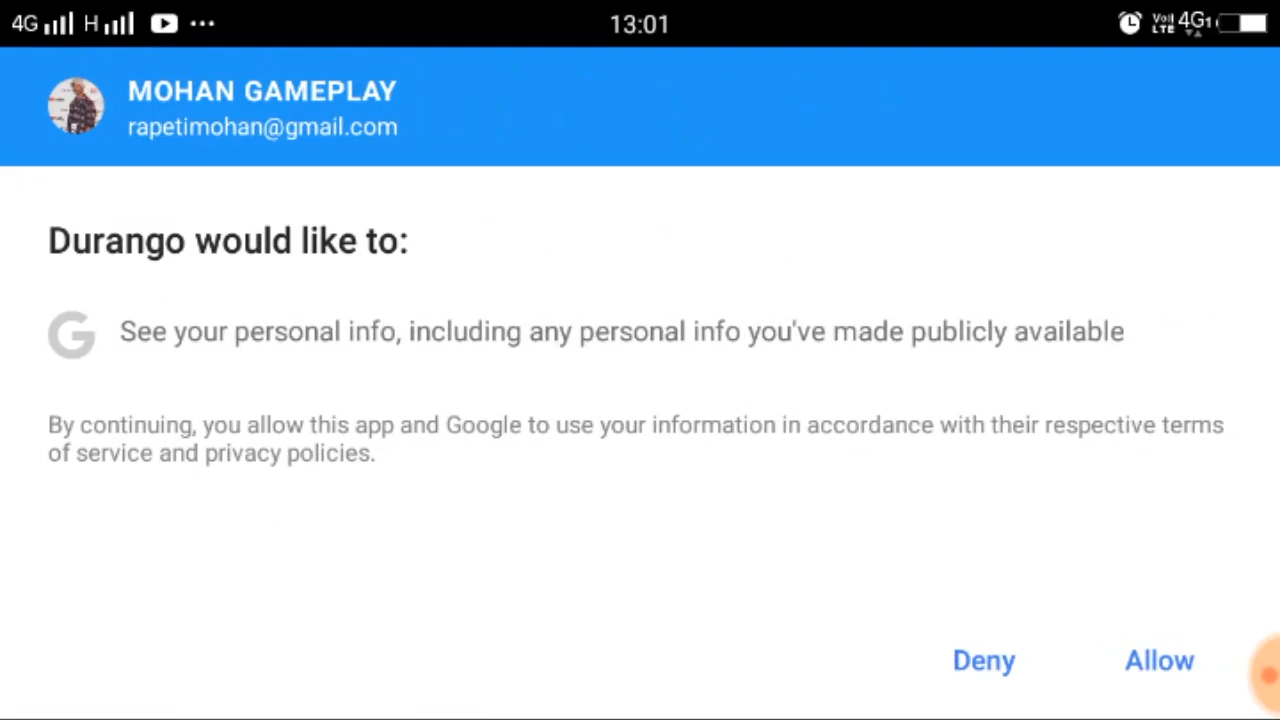 4G H 13:01 VoLTE 4G1
MOHAN GAMEPLAY
rapetimohan@gmail.com
Durango would like to:
G See your personal info, including any personal info you've made publicly available
By continuing, you allow this app and Google to use your information in accordance with their respective terms
of service and privacy policies.
Deny Allow